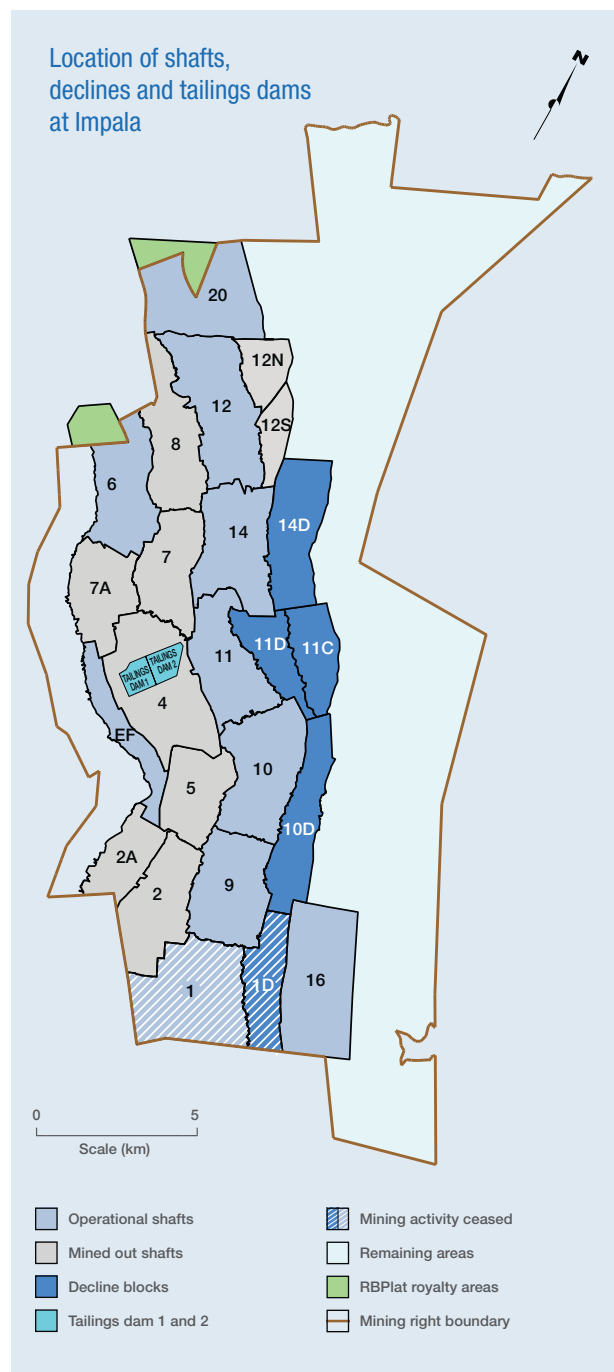 Location of shafts,
declines and tailings dams
at Impala
N
20
12N
12
12S
8
6
14D
14
7
7A
11D
11C
11
TAILINGS
DAM 1
TAILINGS
DAM 2
4
EF
10
5
10D
2A
9
2
1D
16
1
0 5
Scale (km)
Operational shafts
Mined out shafts
Decline blocks
Tailings dam 1 and 2
Mining activity ceased
Remaining areas
RBPlat royalty areas
Mining right boundary